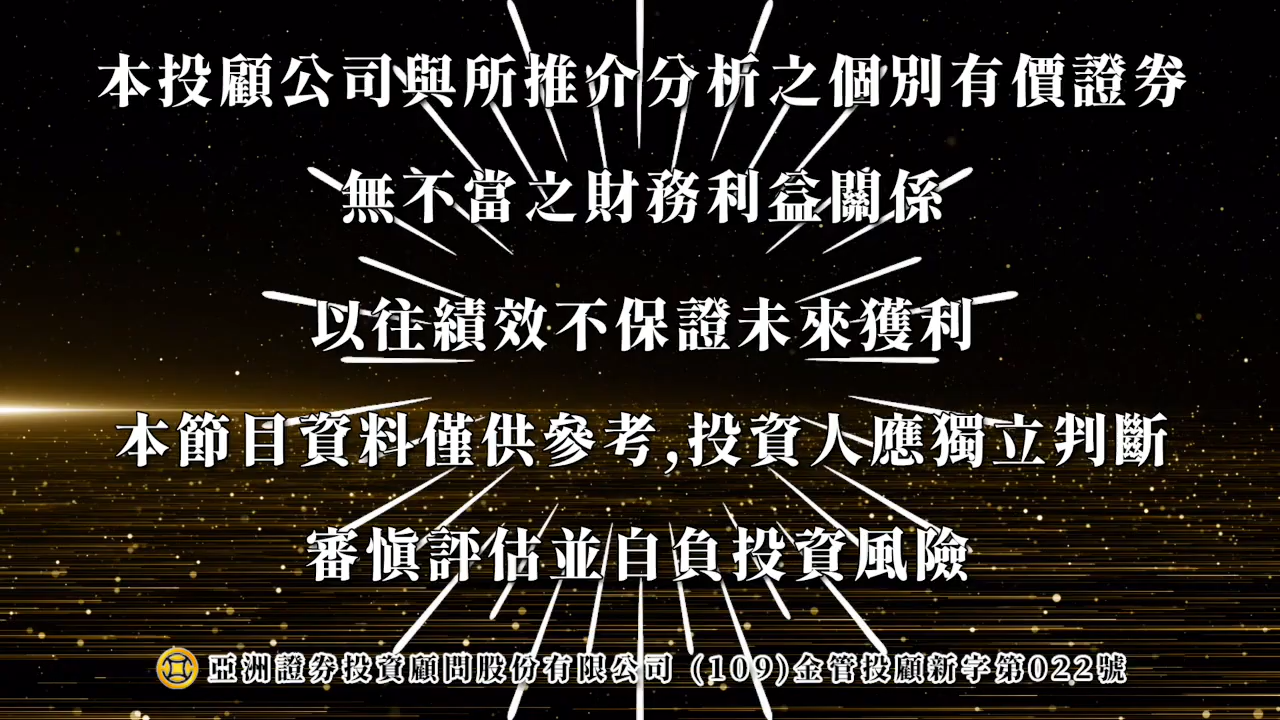 本投顧公司與所推介分析之個別有價證券
無不當之財務利益關係
以往績效不保證未來獲利
本節目資料僅供參考,投資人應獨立判斷
審慎評估並自負投資風險
亞洲證券投資顧問股份有限公司 (109)金管投顧新字第022號